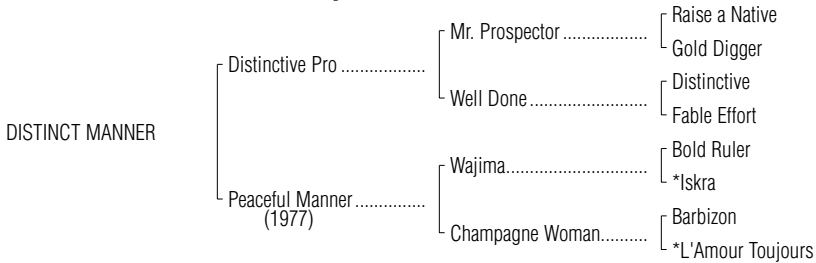 Raise a Native
Mr. Prospector ..................
Gold Digger
Distinctive Pro ..................
Distinctive
Well Done .........................
Fable Effort
DISTINCT MANNER
Bold Ruler
Wajima..............................
*Iskra
Peaceful Manner ...............
(1977)
Barbizon
Champagne Woman..........
*L'Amour Toujours